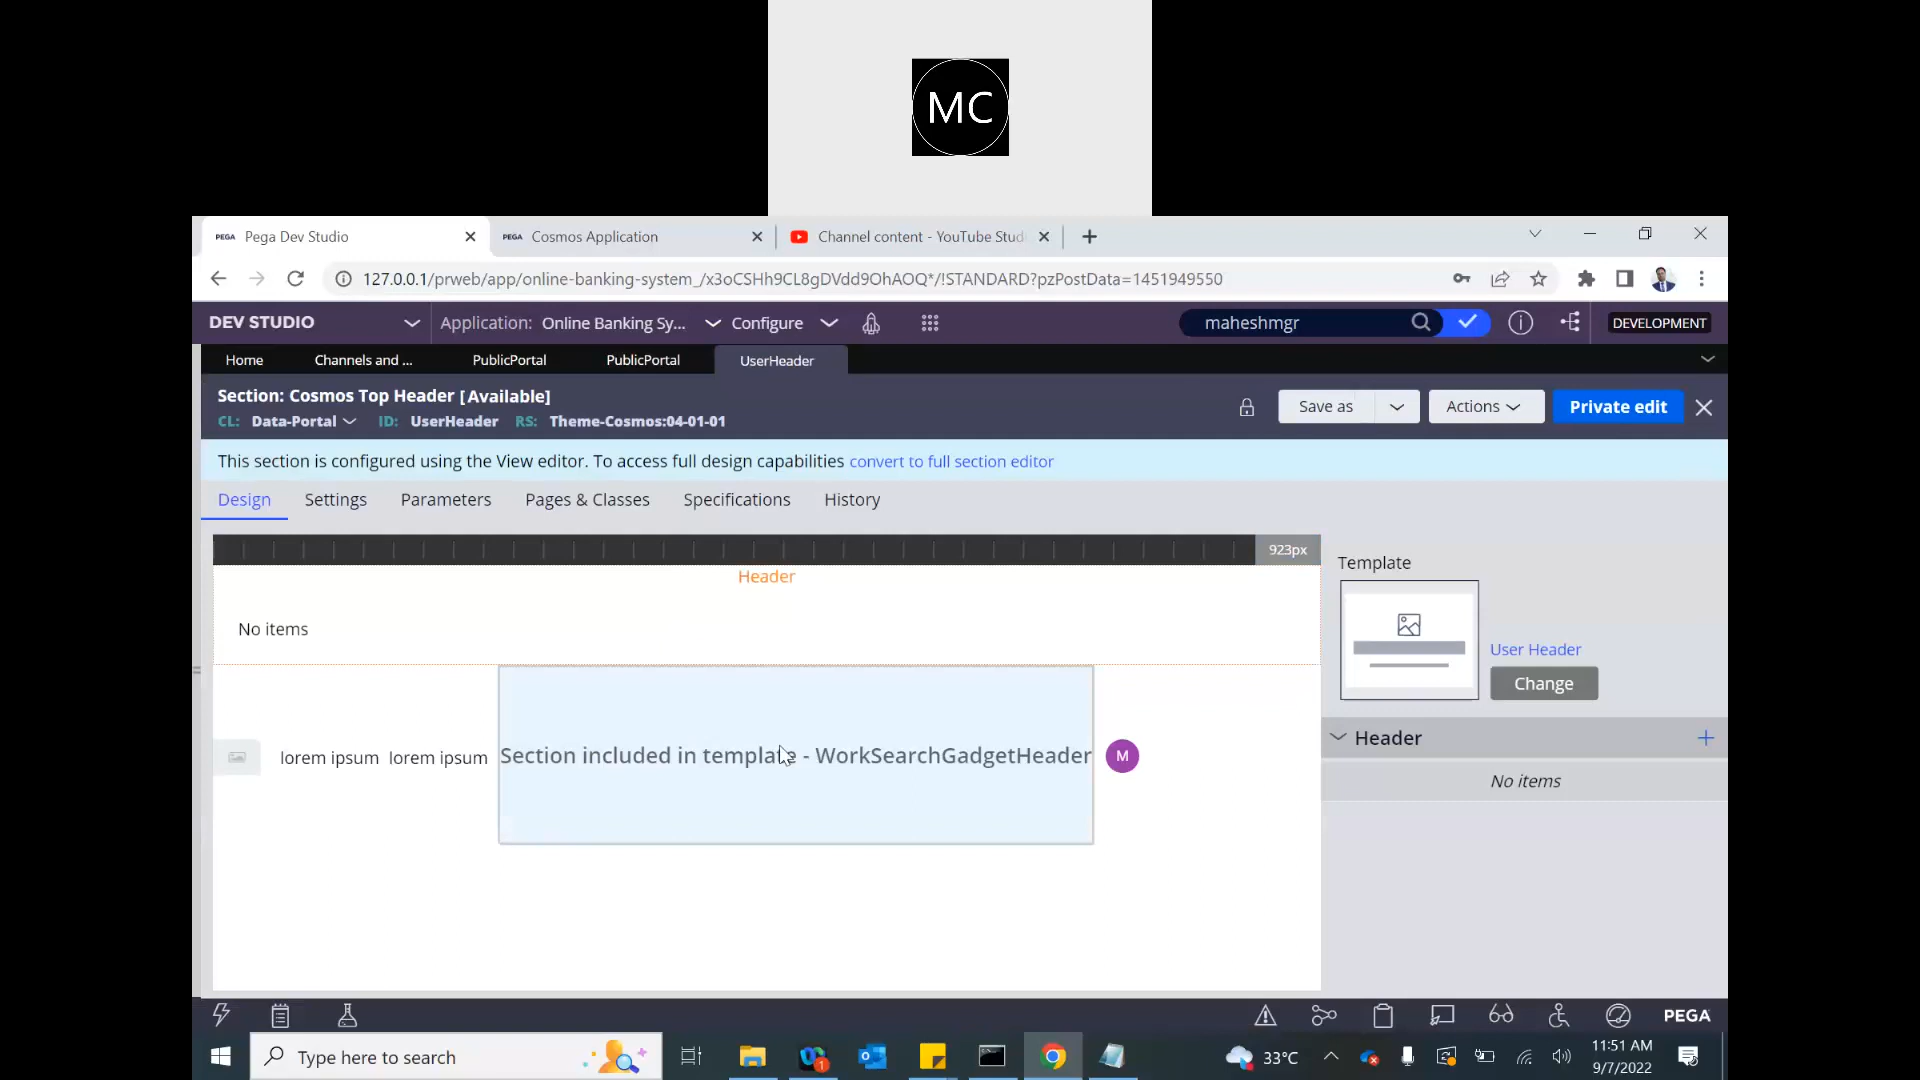 MC
PEGA Pega Dev Studio
PEGA Cosmos Application
Channel content - YouTube Stud
127.0.0.1/prweb/app/online-banking-system_/x3oCSHh9CL8gDVdd9OhAOQ*/!STANDARD?pzPostData=1451949550
DEV STUDIO Application: Online Banking Sy... Configure maheshmgr DEVELOPMENT
Home Channels and ... PublicPortal PublicPortal UserHeader
Section: Cosmos Top Header [Available]
CL: Data-Portal ID: UserHeader RS: Theme-Cosmos:04-01-01
Save as Actions Private edit
This section is configured using the View editor. To access full design capabilities convert to full section editor
Design Settings Parameters Pages & Classes Specifications History
923px
Header
No items
lorem ipsum lorem ipsum Section included in template - WorkSearchGadgetHeader M
Template
User Header
Change
Header
No items
PEGA
Type here to search
1
33°C
11:51 AM
9/7/2022